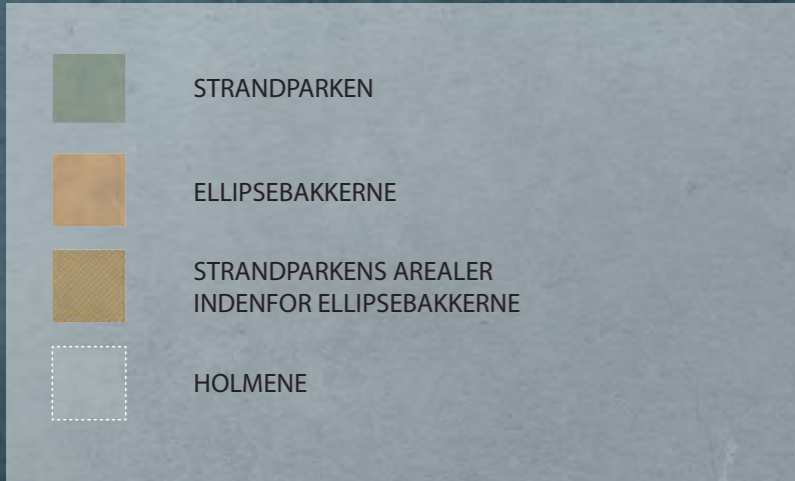 STRANDPARKEN
ELLIPSEBAKKERNE
STRANDPARKENS AREALER
INDENFOR ELLIPSEBAKKERNE
HOLMENE